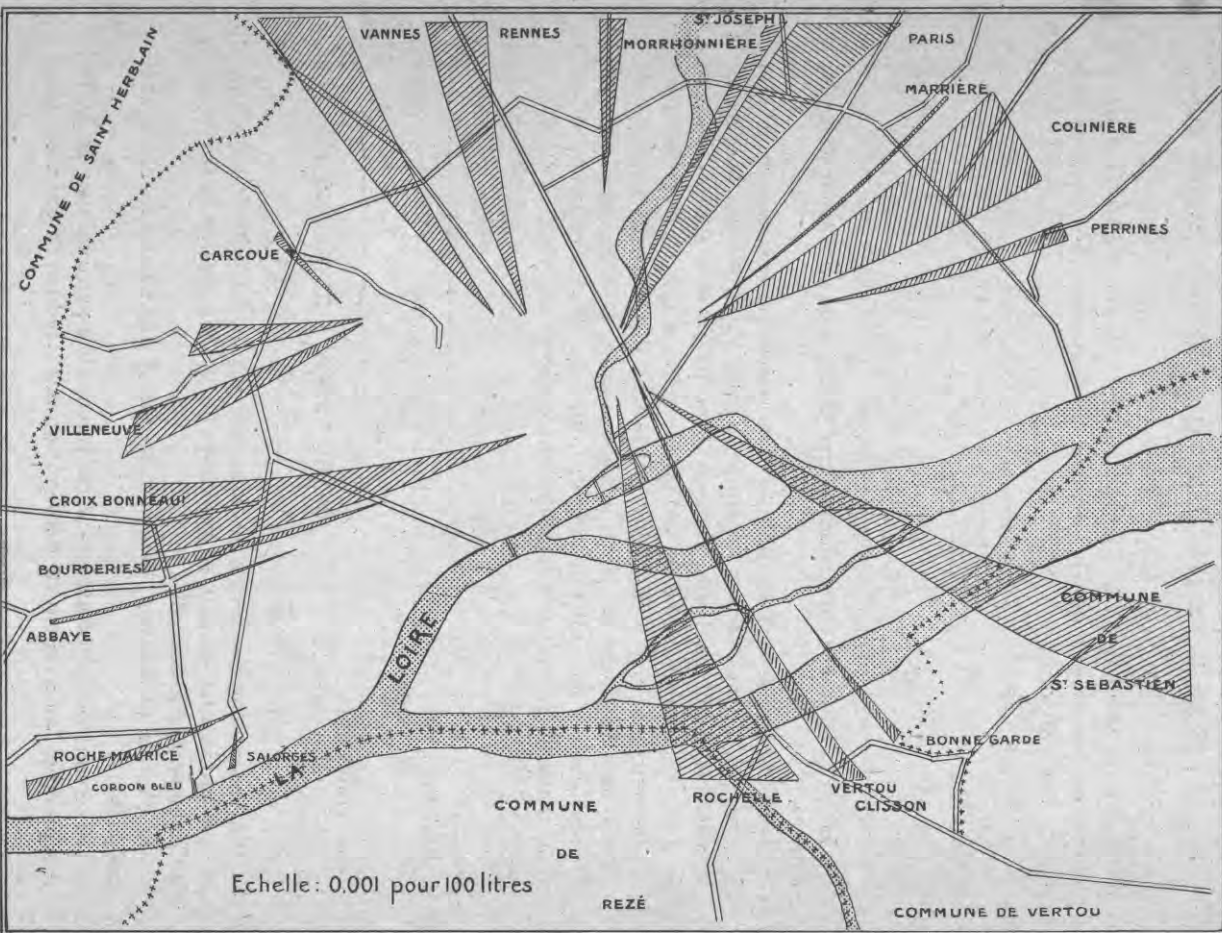 COMMUNE DE SAINT HERBLAIN
VANNES
RENNES
ST JOSEPH
MORRHONNIERE
PARIS
MARRIÈRE
COLINIERE
PERRINES
CARCOUE
VILLENEUVE
CROIX BONNEAU
BOURDERIES
ABBAYE
LOIRE
LA
COMMUNE
DE
ST SEBASTIEN
BONNE GARDE
ROCHE MAURICE
SALORGES
CORDON BLEU
ROCHELLE
VERTOU
CLISSON
COMMUNE
DE
REZÉ
Echelle : 0.001 pour 100 litres
COMMUNE DE VERTOU